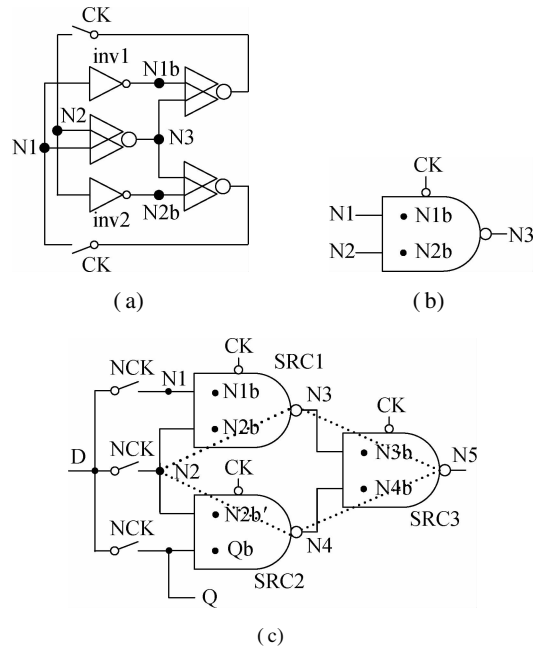 CK
inv1
N1b
N2
N1
N3
inv2
N2b
CK
(a)
CK
N1
N1b
N2
N2b
N3
(b)
CK
SRC1
NCK
N1
N1b
N3
N2b
CK
D
NCK
N2
N3b
N5
CK
N4b
N2b'
SRC3
NCK
N4
Qb
SRC2
Q
(c)